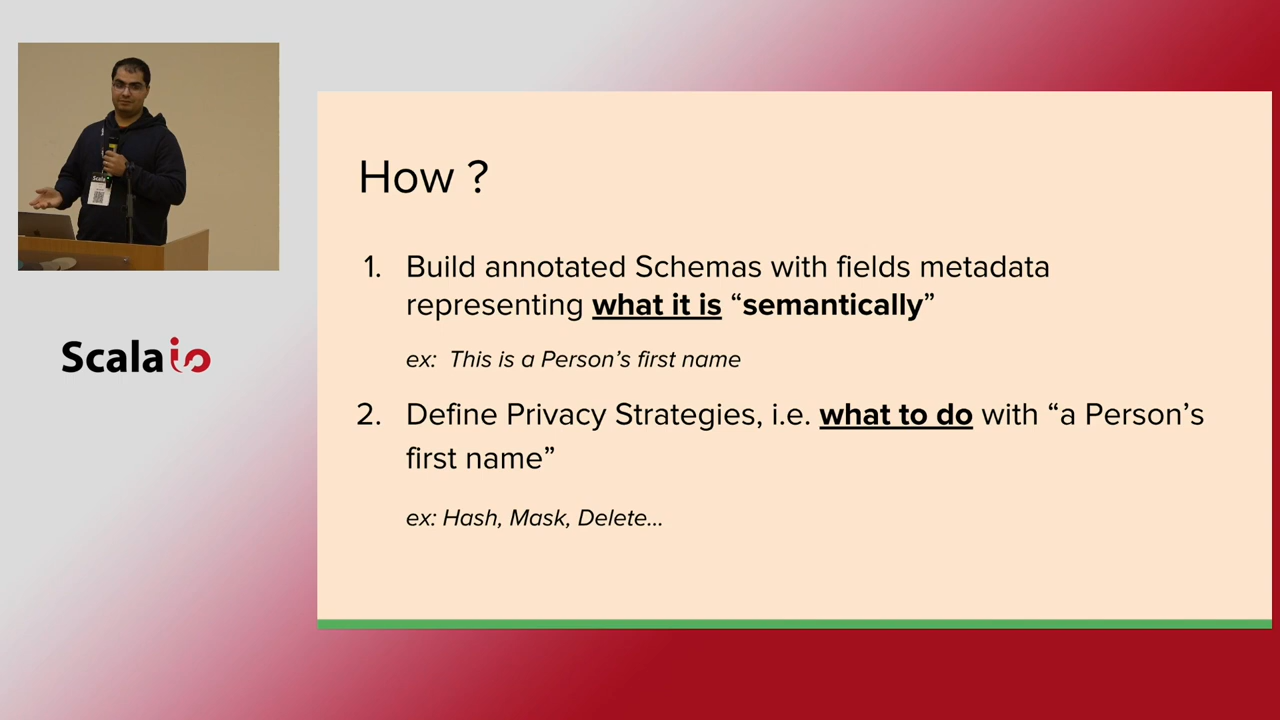 Scala
Scala io
How ?
1. Build annotated Schemas with fields metadata
representing what it is “semantically”
ex: This is a Person’s first name
2. Define Privacy Strategies, i.e. what to do with “a Person’s
first name”
ex: Hash, Mask, Delete...